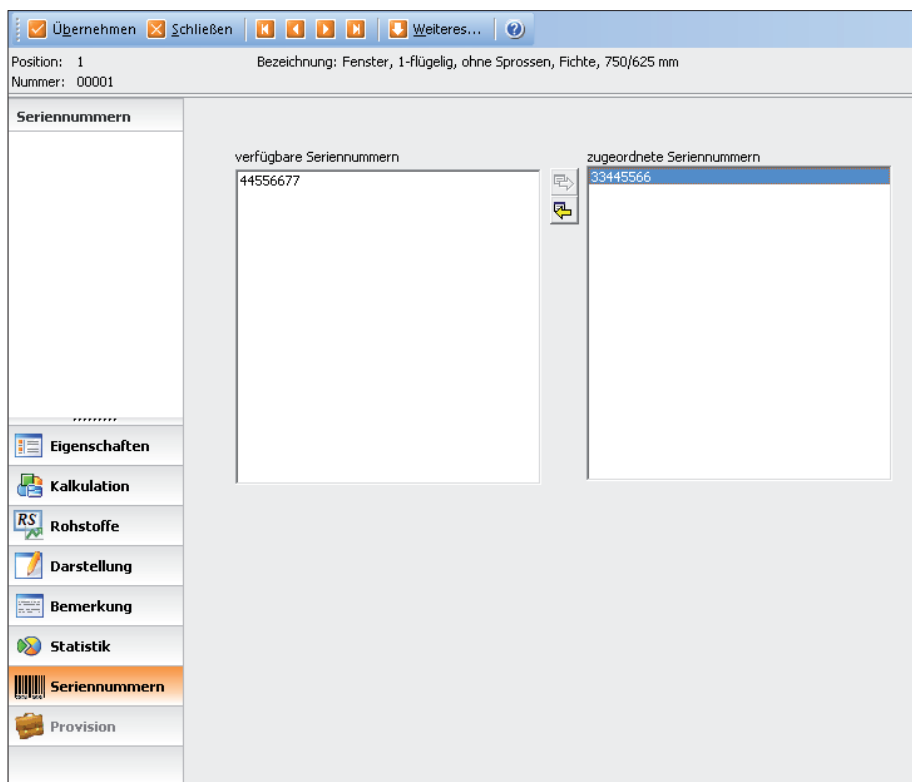 Übernehmen Schließen Weiteres...
Position: 1 Bezeichnung: Fenster, 1-flügelig, ohne Sprossen, Fichte, 750/625 mm
Nummer: 00001
Seriennummern
verfügbare Seriennummern zugeordnete Seriennummern
44556677 33445566
Eigenschaften
Kalkulation
RS Rohstoffe
Darstellung
Bemerkung
Statistik
Seriennummern
Provision